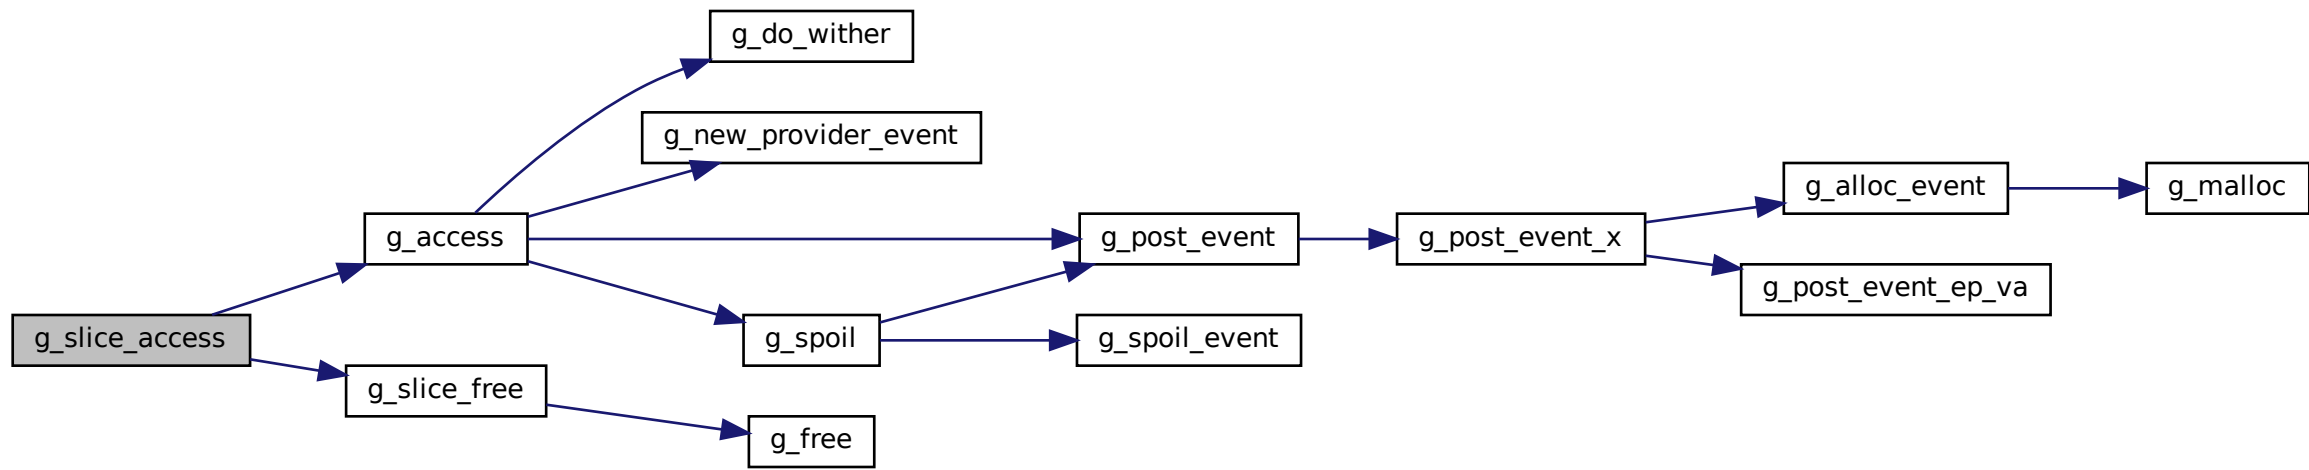 g_do_wither
g_new_provider_event
g_alloc_event
g_malloc
g_access
g_post_event
g_post_event_x
g_post_event_ep_va
g_slice_access
g_spoil
g_spoil_event
g_slice_free
g_free